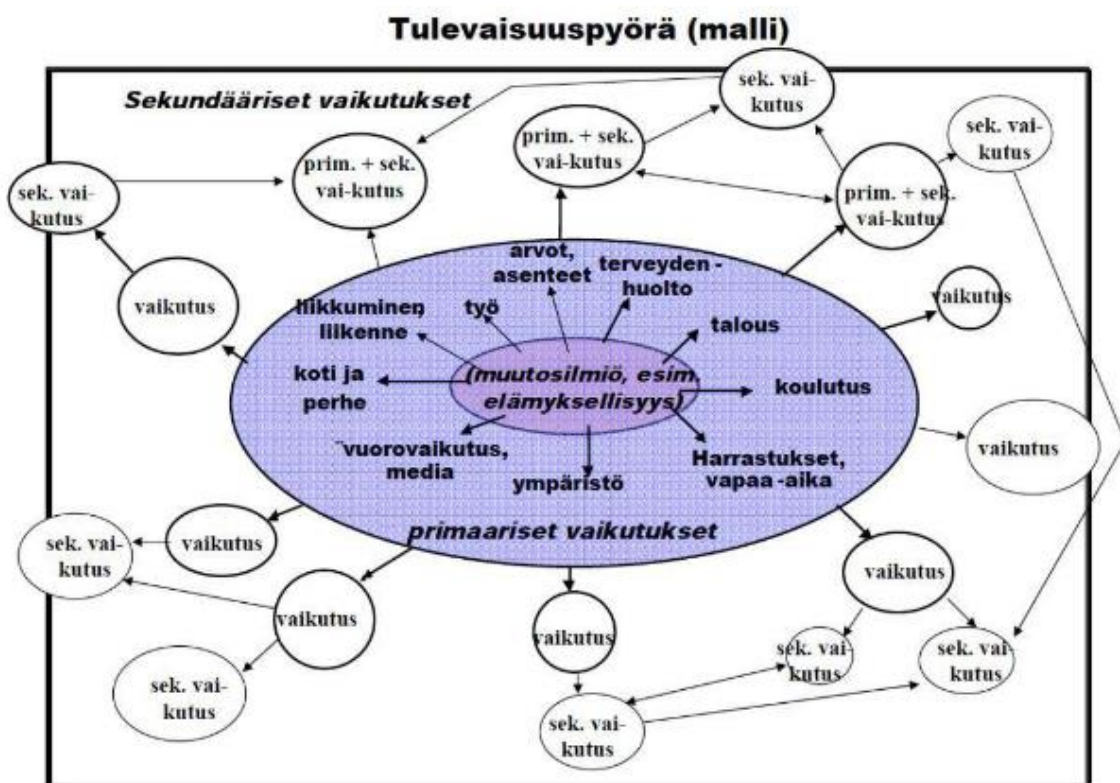 Tulevaisuuspyörä (malli)
Sekundääriset vaikutukset
sek. vai-
kutus
sek. vai-
kutus
prim. + sek.
vai-kutus
prim. + sek.
vai-kutus
sek. vai-
kutus
prim. + sek.
vai-kutus
vaikutus
vaikutus
arvot,
asenteet
terveyden -
huolto
liikkuminen,
liikenne
työ
talous
koti ja
perhe
(muutosilmiö, esim.
elämyksellisyys)
koulutus
¨vuorovaikutus,
media
ympäristö
Harrastukset,
vapaa -aika
primaariset vaikutukset
vaikutus
sek. vai-
kutus
vaikutus
vaikutus
vaikutus
vaikutus
sek. vai-
kutus
sek. vai-
kutus
sek. vai-
kutus
sek. vai-
kutus